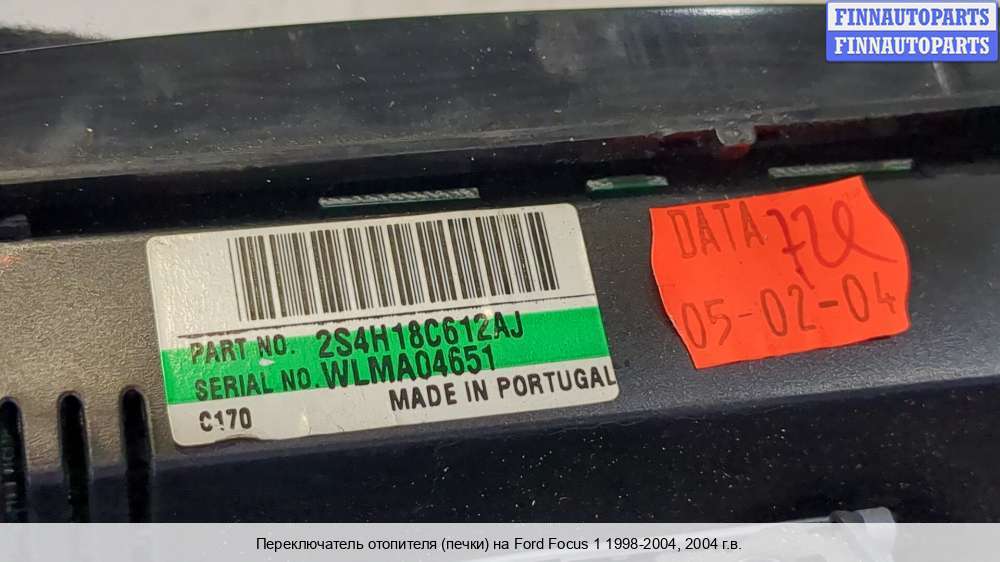 FINNAUTOPARTS
FINNAUTOPARTS
PART NO. 2S4H18C612AJ
SERIAL NO. WLMA04651
MADE IN PORTUGAL
C170
DATA
05-02-04
Переключатель отопителя (печки) на Ford Focus 1 1998-2004, 2004 г.в.